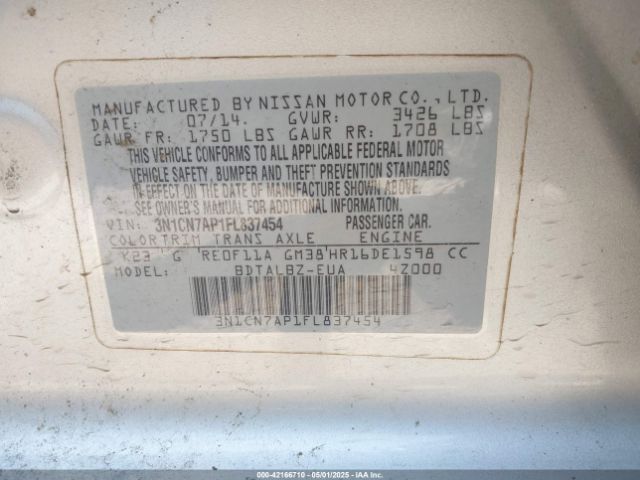 MANUFACTURED BY NISSAN MOTOR CO., LTD.
DATE: 07/14. GVWR: 3426 LBS
GAWR FR: 1750 LBS GAWR RR: 1708 LBS
THIS VEHICLE CONFORMS TO ALL APPLICABLE FEDERAL MOTOR
VEHICLE SAFETY, BUMPER AND THEFT PREVENTION STANDARDS
IN EFFECT ON THE DATE OF MANUFACTURE SHOWN ABOVE.
SEE OWNER'S MANUAL FOR ADDITIONAL INFORMATION.
VIN: 3N1CN7AP1FL837454 PASSENGER CAR.
COLOR TRIM TRANS AXLE ENGINE
K23 G RE0F11A GM38 HR16DE1598 CC
MODEL: BDTALBZ-EUA 4Z000
3N1CN7AP1FL837454
000-42166710 - 05/01/2025 - IAAI.COM